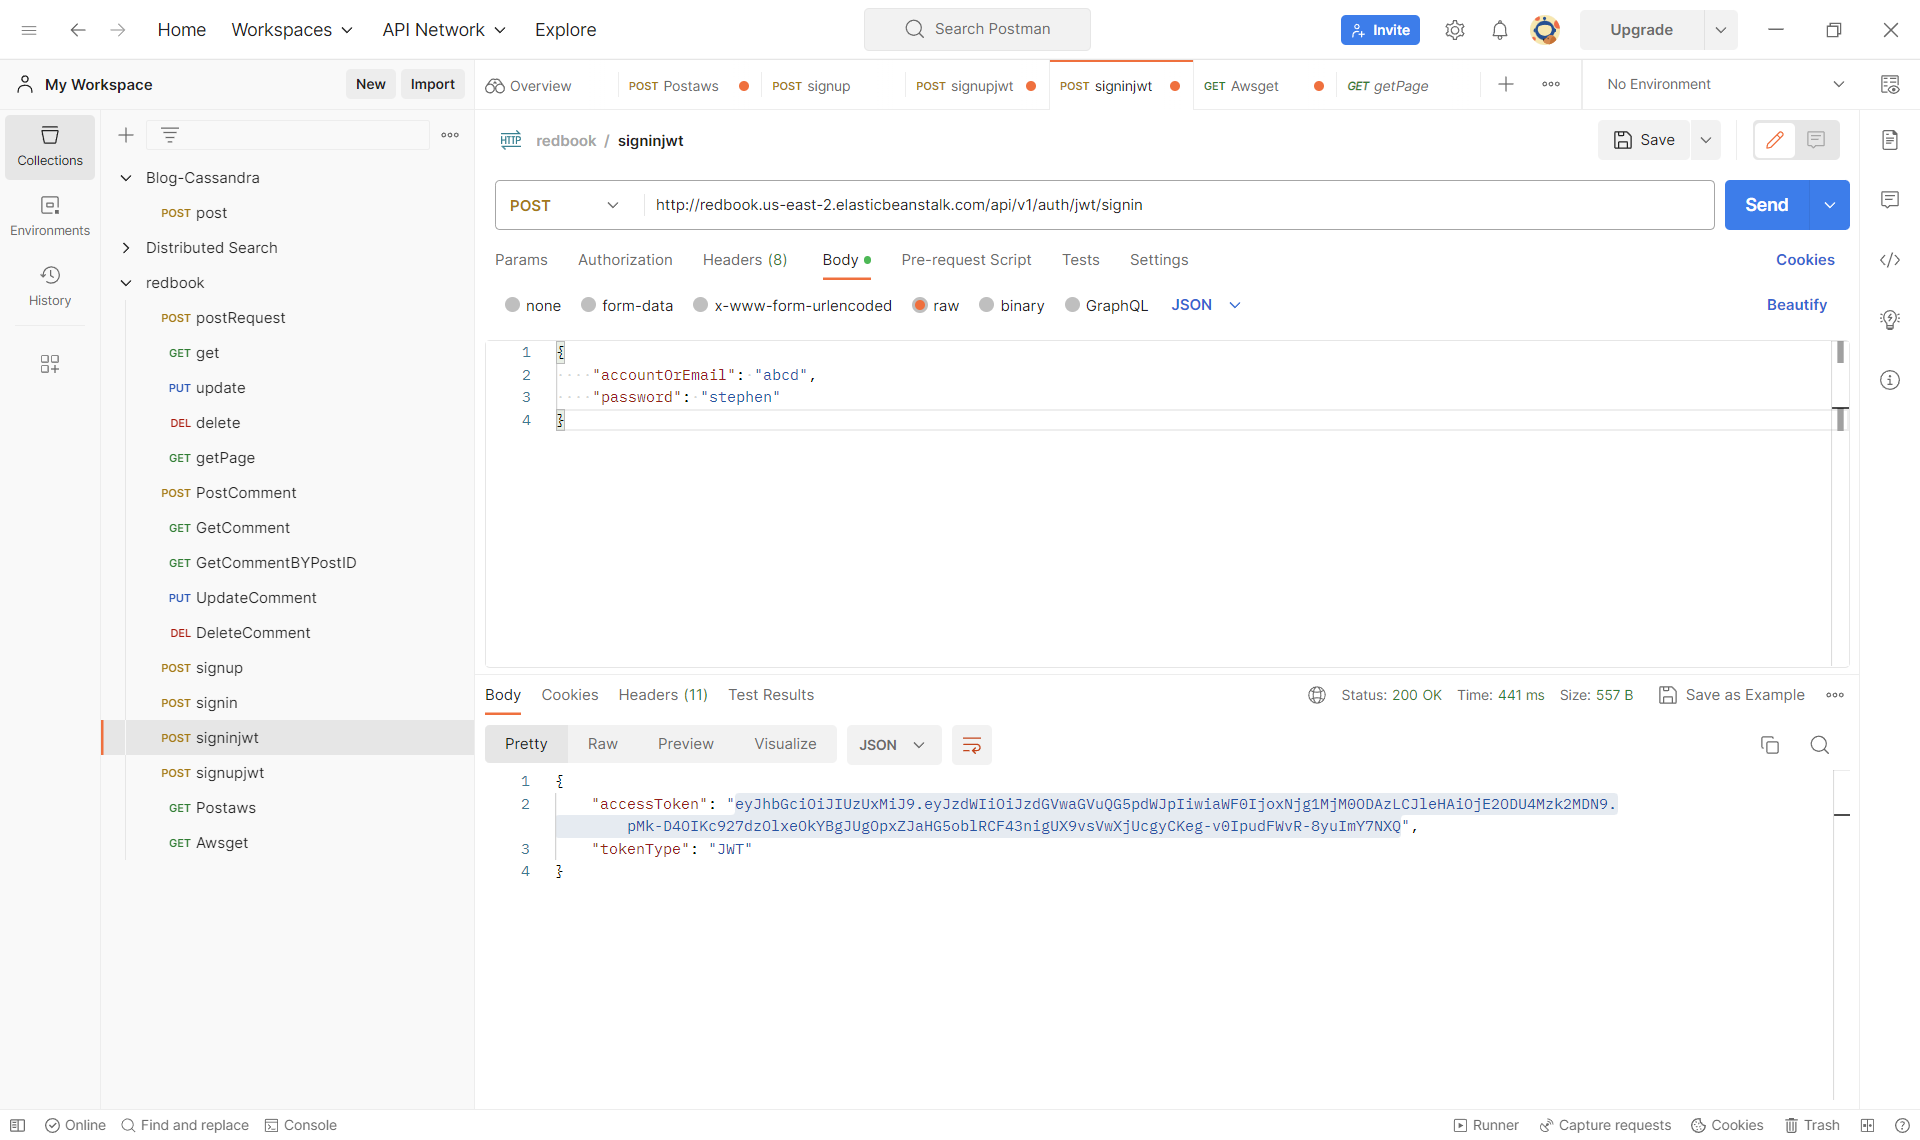 Home
Workspaces
API Network
Explore
Search Postman
Invite
Upgrade
My Workspace
New
Import
Overview
POST Postaws
POST signup
POST signupjwt
POST signinjwt
GET Awsget
GET getPage
No Environment
Collections
Environments
History
Blog-Cassandra
POST post
Distributed Search
redbook
POST postRequest
GET get
PUT update
DEL delete
GET getPage
POST PostComment
GET GetComment
GET GetCommentBYPostID
PUT UpdateComment
DEL DeleteComment
POST signup
POST signin
POST signinjwt
POST signupjwt
GET Postaws
GET Awsget
HTTP redbook / signinjwt
Save
POST
http://redbook.us-east-2.elasticbeanstalk.com/api/v1/auth/jwt/signin
Send
Params
Authorization
Headers (8)
Body
Pre-request Script
Tests
Settings
Cookies
none
form-data
x-www-form-urlencoded
raw
binary
GraphQL
JSON
Beautify
1 {
2 "accountOrEmail": "abcd",
3 "password": "stephen"
4 }
Body
Cookies
Headers (11)
Test Results
Status: 200 OK
Time: 441 ms
Size: 557 B
Save as Example
Pretty
Raw
Preview
Visualize
JSON
1 {
2 "accessToken": "eyJhbGciOiJIUzUxMiJ9.eyJzdWIiOiJzdGVwaGVuQG5pdWJpIiwiaWF0IjoxNjg1MjM0ODAzLCJleHAiOjE2ODU4Mzk2MDN9.
pMk-D4OIKc927dzOlxeOkYBgJUgOpxZJaHG5oblRCF43nigUX9vsVwXjUcgyCKeg-v0IpudFWvR-8yuImY7NXQ",
3 "tokenType": "JWT"
4 }
Online
Find and replace
Console
Runner
Capture requests
Cookies
Trash